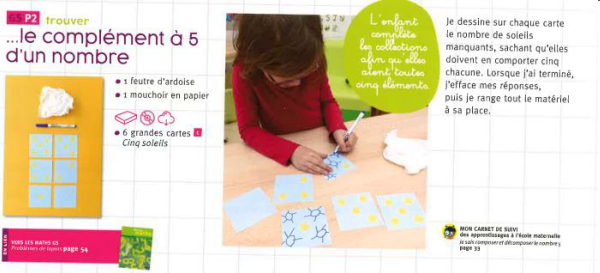 GS P2 trouver
...le complément à 5
d'un nombre
• 1 feutre d'ardoise
• 1 mouchoir en papier
• 6 grandes cartes
Cinq soleils
EN LIEN
VERS LES MATHS GS
Problèmes de lapins page 54
L'enfant
complète
les collections
afin qu'elles
aient toutes
cinq éléments.
Je dessine sur chaque carte
le nombre de soleils
manquants, sachant qu'elles
doivent en comporter cinq
chacune. Lorsque j'ai terminé,
j'efface mes réponses,
puis je range tout le matériel
à sa place.
MON CARNET DE SUIVI
des apprentissages à l'école maternelle
Je sais composer et décomposer le nombre 5
page 33